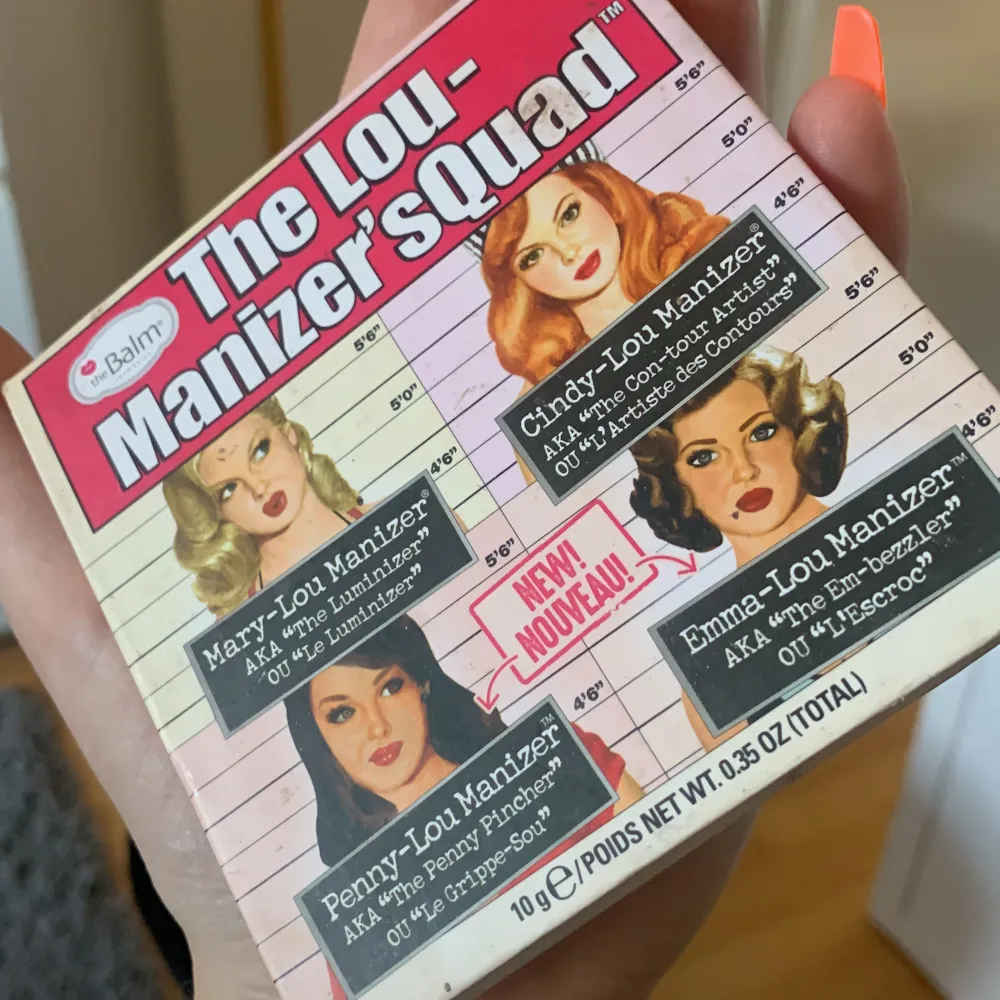 The Lou-
Manizer'sQuad™
theBalm®
COSMETICS
5'6”
5'0”
4'6”
Cindy-Lou Manizer®
AKA “The Con-tour Artist”
OU “L'Artiste des Contours”
5'6”
5'0”
4'6”
Mary-Lou Manizer®
AKA “The Luminizer”
OU “Le Luminizer”
5'6”
5'0”
4'6”
Emma-Lou Manizer™
AKA “The Em-bezzler”
OU “L'Escroc”
NEW!
NOUVEAU!
5'6”
4'6”
Penny-Lou Manizer™
AKA “The Penny Pincher”
OU “Le Grippe-Sou”
10 g℮/POIDS NET WT. 0.35 OZ (TOTAL)